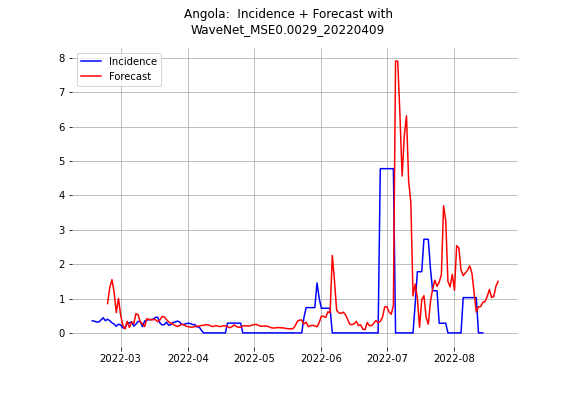 Angola:  Incidence + Forecast with
WaveNet_MSE0.0029_20220409
Incidence
Forecast
8
7
6
5
4
3
2
1
0
2022-03 2022-04 2022-05 2022-06 2022-07 2022-08